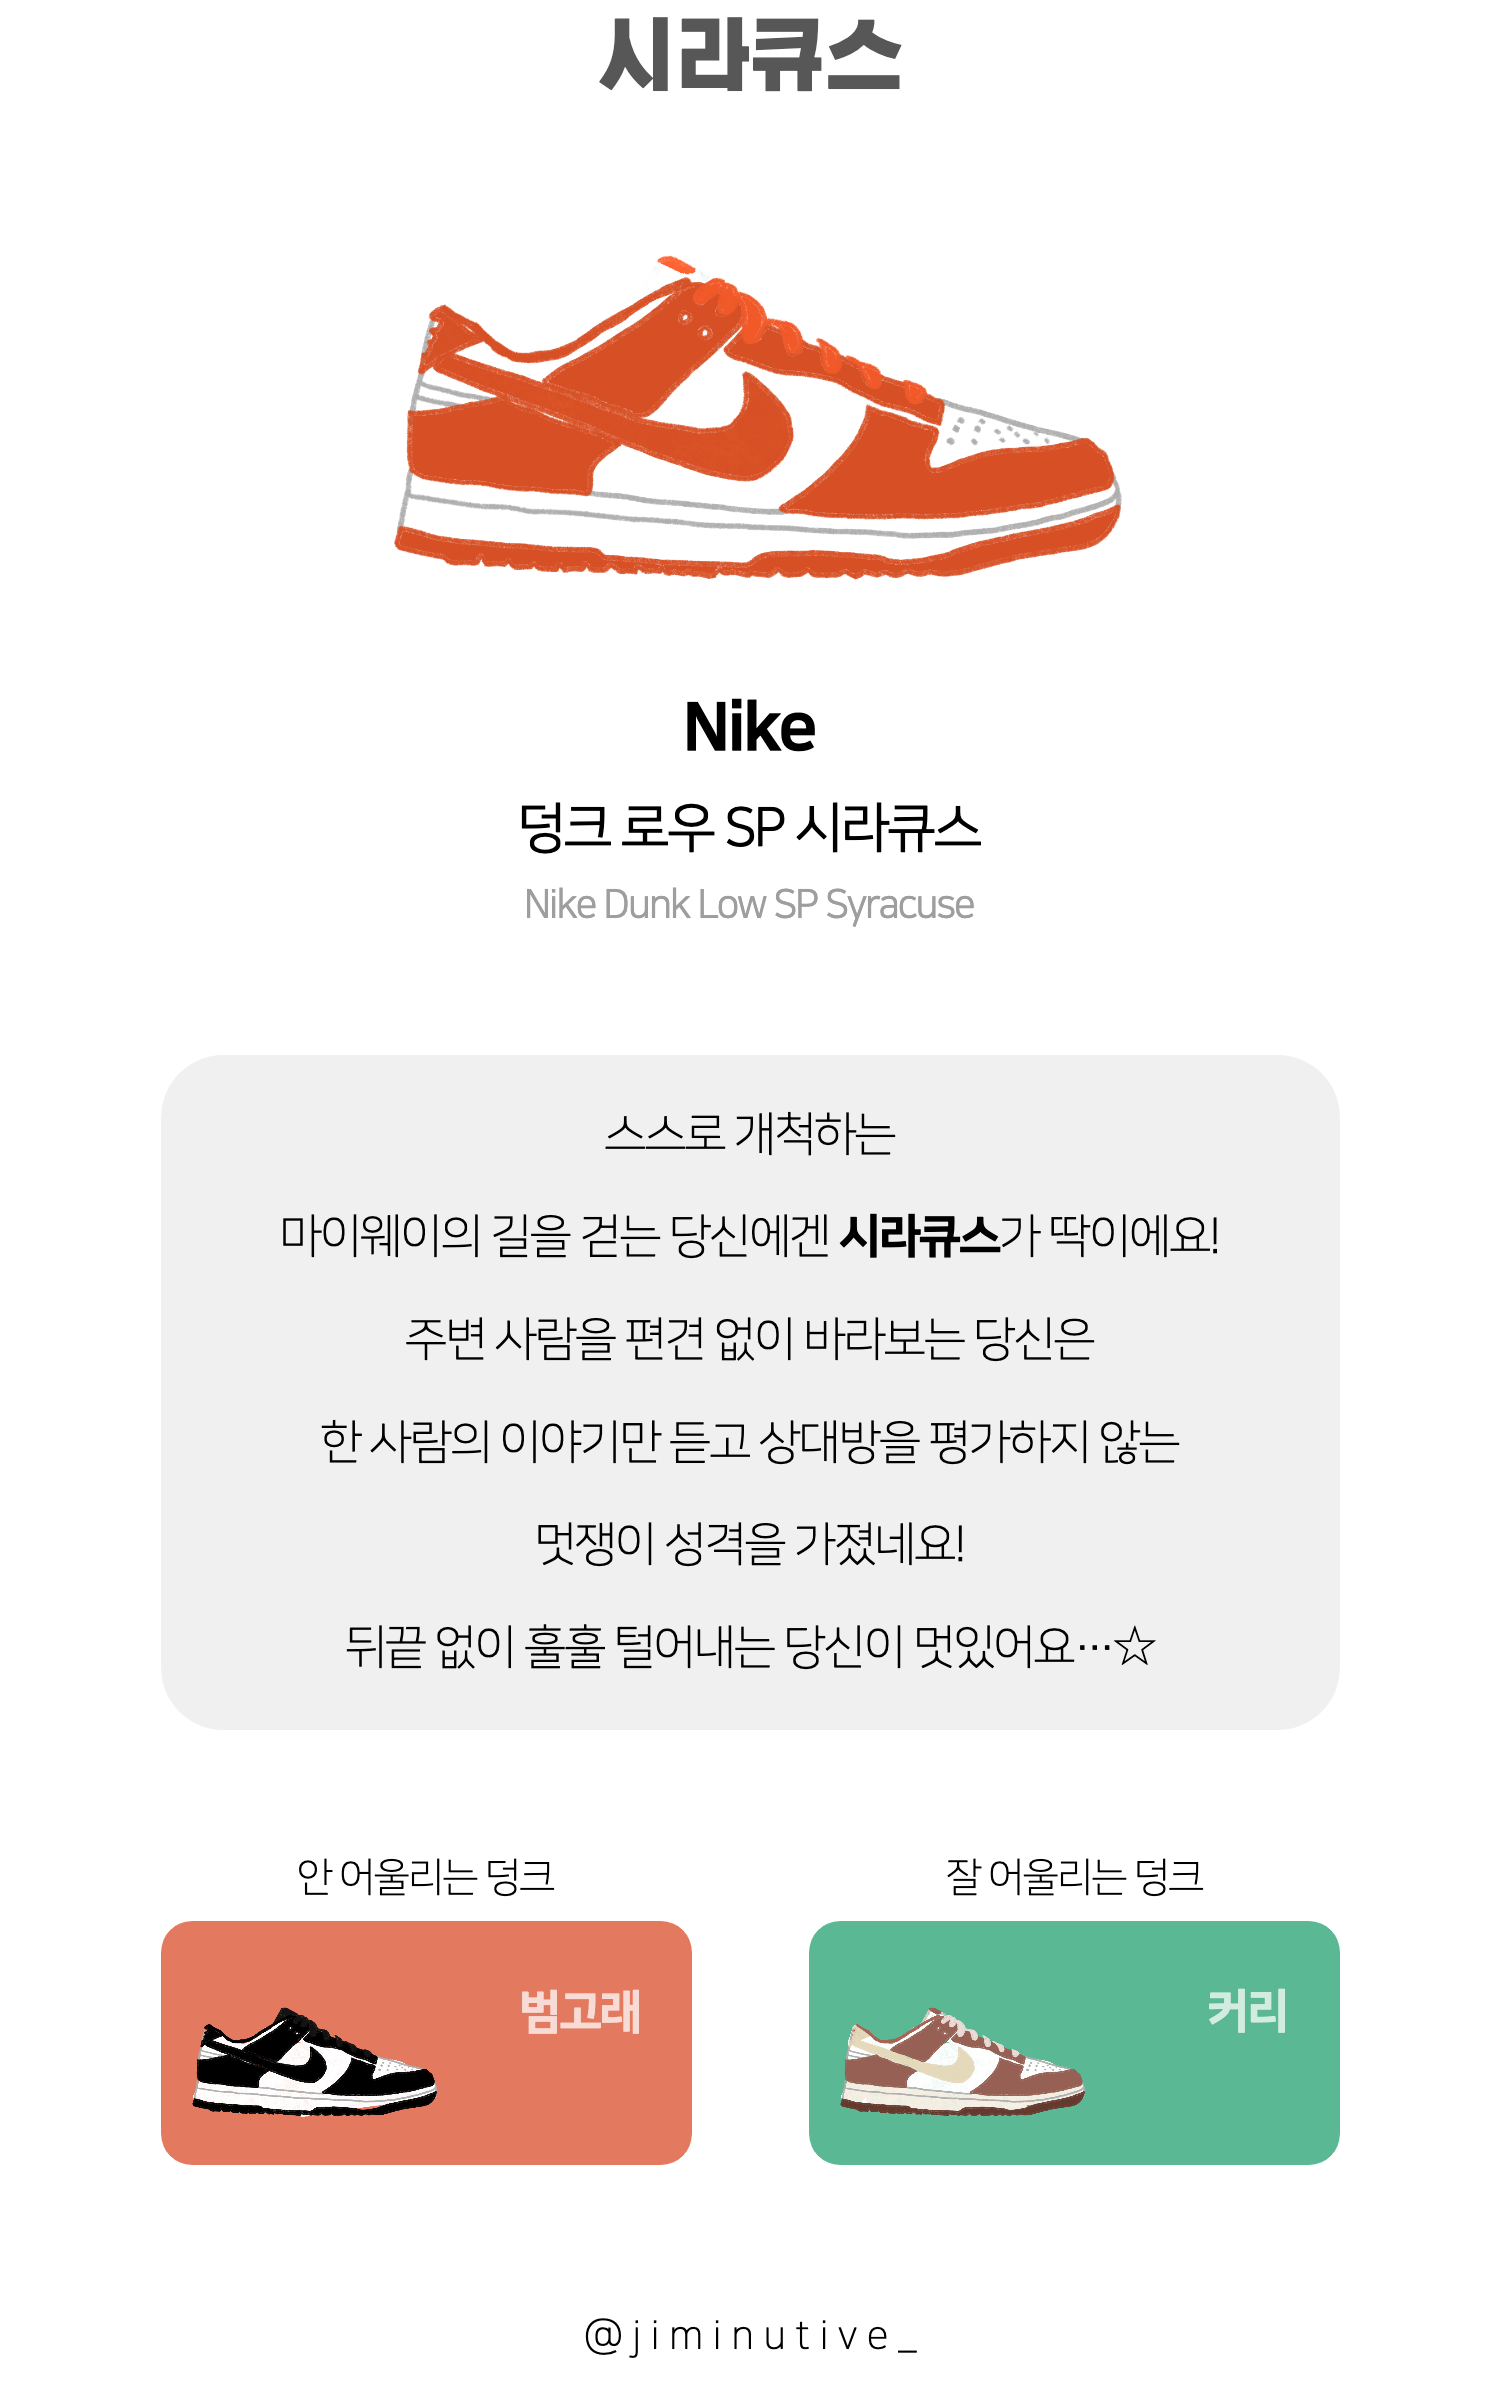 시라큐스
Nike
덩크 로우 SP 시라큐스
Nike Dunk Low SP Syracuse
스스로 개척하는
마이웨이의 길을 걷는 당신에겐 시라큐스가 딱이에요!
주변 사람을 편견 없이 바라보는 당신은
한 사람의 이야기만 듣고 상대방을 평가하지 않는
멋쟁이 성격을 가졌네요!
뒤끝 없이 훌훌 털어내는 당신이 멋있어요…☆
안 어울리는 덩크
범고래
잘 어울리는 덩크
커리
@jiminutive_